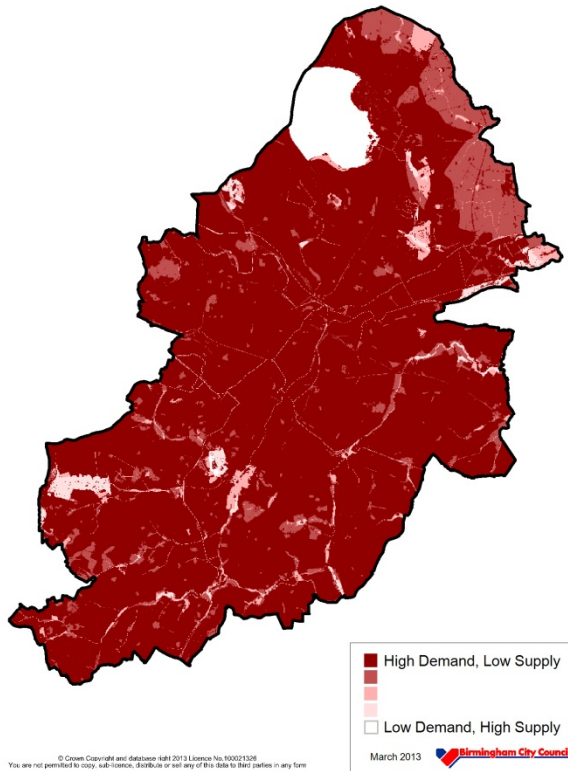 High Demand, Low Supply
Low Demand, High Supply
March 2013
Birmingham City Council
© Crown Copyright and database right 2013 Licence No.100021326
You are not permitted to copy, sub-licence, distribute or sell any of this data to third parties in any form